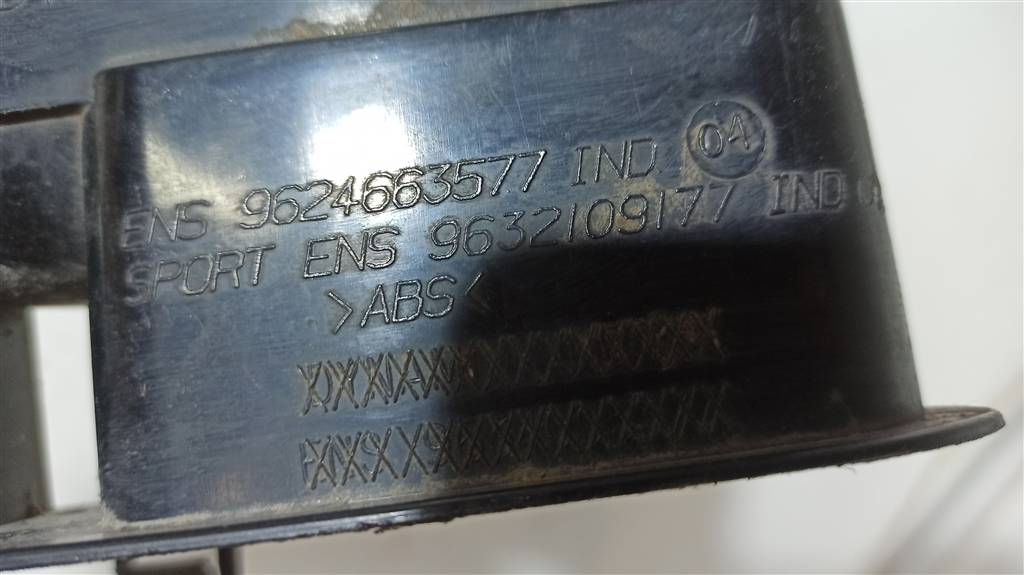 ENS 9624663577 IND. 04
SPORT ENS 9632109177 IND
>ABS<